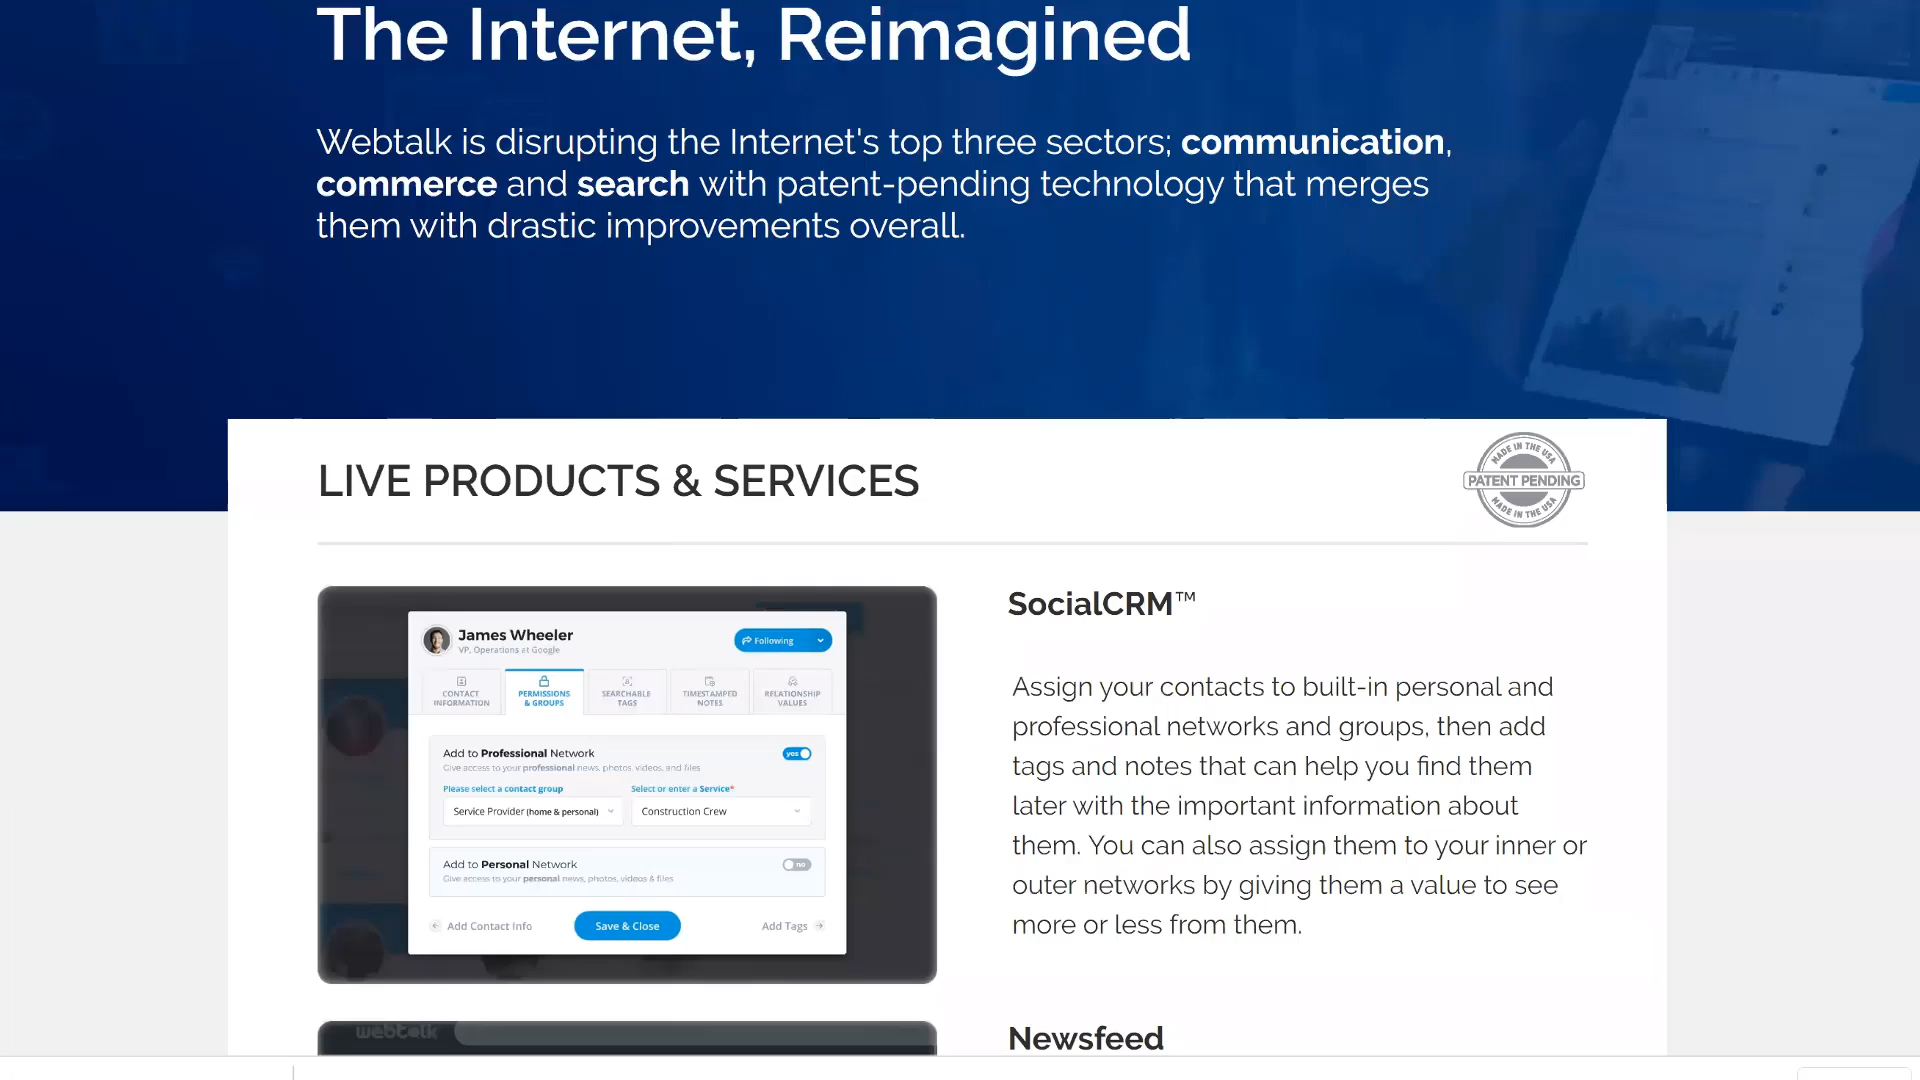 The Internet, Reimagined
Webtalk is disrupting the Internet's top three sectors; communication,
commerce and search with patent-pending technology that merges
them with drastic improvements overall.
LIVE PRODUCTS & SERVICES
MADE IN THE USA
PATENT PENDING
MADE IN THE USA
James Wheeler
VP, Operations at Google
Following
CONTACT INFORMATION
PERMISSIONS & GROUPS
SEARCHABLE TAGS
TIMESTAMPED NOTES
RELATIONSHIP VALUES
Add to Professional Network
yes
Give access to your professional news, photos, videos, and files
Please select a contact group
Select or enter a Service*
Service Provider (home & personal)
Construction Crew
Add to Personal Network
no
Give access to your personal news, photos, videos & files
Add Contact Info
Save & Close
Add Tags
SocialCRM™
Assign your contacts to built-in personal and
professional networks and groups, then add
tags and notes that can help you find them
later with the important information about
them. You can also assign them to your inner or
outer networks by giving them a value to see
more or less from them.
webtalk
Newsfeed